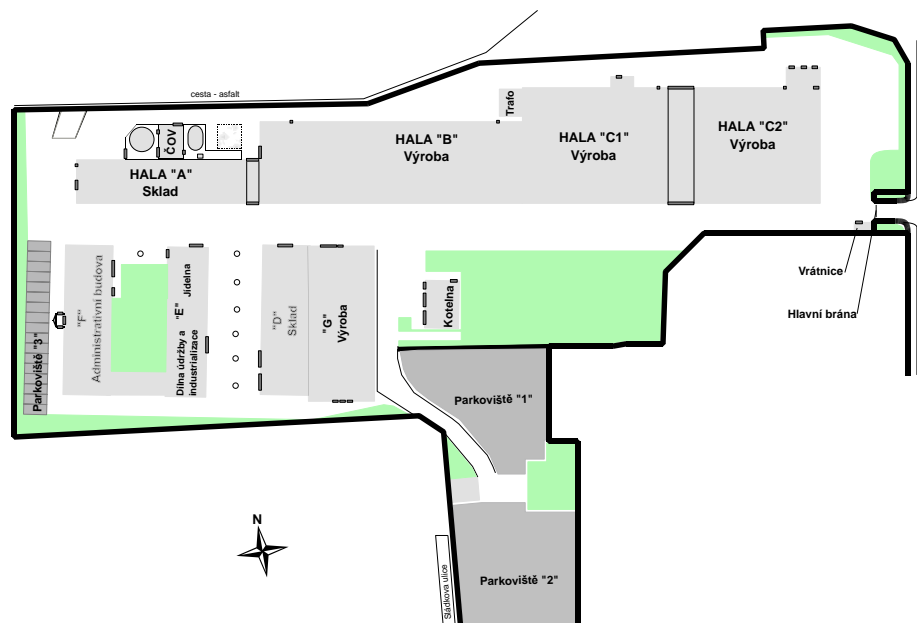 cesta - asfalt
Trafo
HALA "C1"
Výroba
HALA "C2"
Výroba
HALA "B"
Výroba
ČOV
HALA "A"
Sklad
Vrátnice
Hlavní brána
Parkoviště "3"
"F"
Administrativní budova
"E" Jídelna
Dílna údržby a
industrializace
"D"
Sklad
"G"
Výroba
Kotelna
Parkoviště "1"
N
Sládkova ulice
Parkoviště "2"